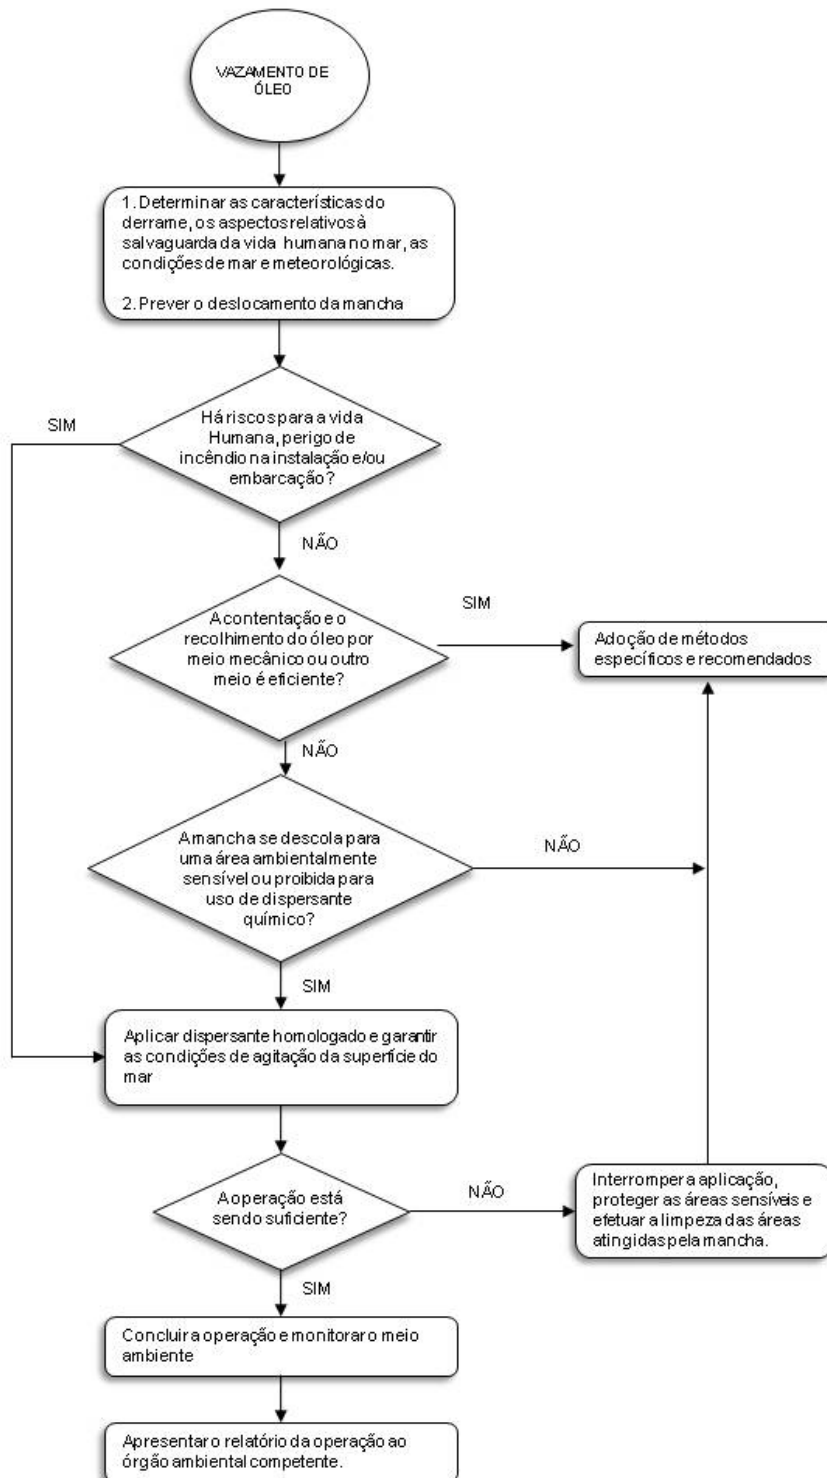 VAZAMENTO DE
ÓLEO
1. Determinar as características do
derrame, os aspectos relativos à
salvaguarda da vida humana no mar, as
condições de mar e meteorológicas.
2. Prever o deslocamento da mancha
SIM
Há riscos para a vida
Humana, perigo de
incêndio na instalação e/ou
embarcação?
NÃO
A contentação e o
recolhimento do óleo por
meio mecânico ou outro
meio é eficiente?
SIM
Adoção de métodos
específicos e recomendados
NÃO
A mancha se descola para
uma área ambientalmente
sensível ou proibida para
uso de dispersante
químico?
NÃO
SIM
Aplicar dispersante homologado e garantir
as condições de agitação da superfície do
mar
A operação está
sendo suficiente?
NÃO
Interromper a aplicação,
proteger as áreas sensíveis e
efetuar a limpeza das áreas
atingidas pela mancha.
SIM
Concluir a operação e monitorar o meio
ambiente
Apresentar o relatório da operação ao
órgão ambiental competente.